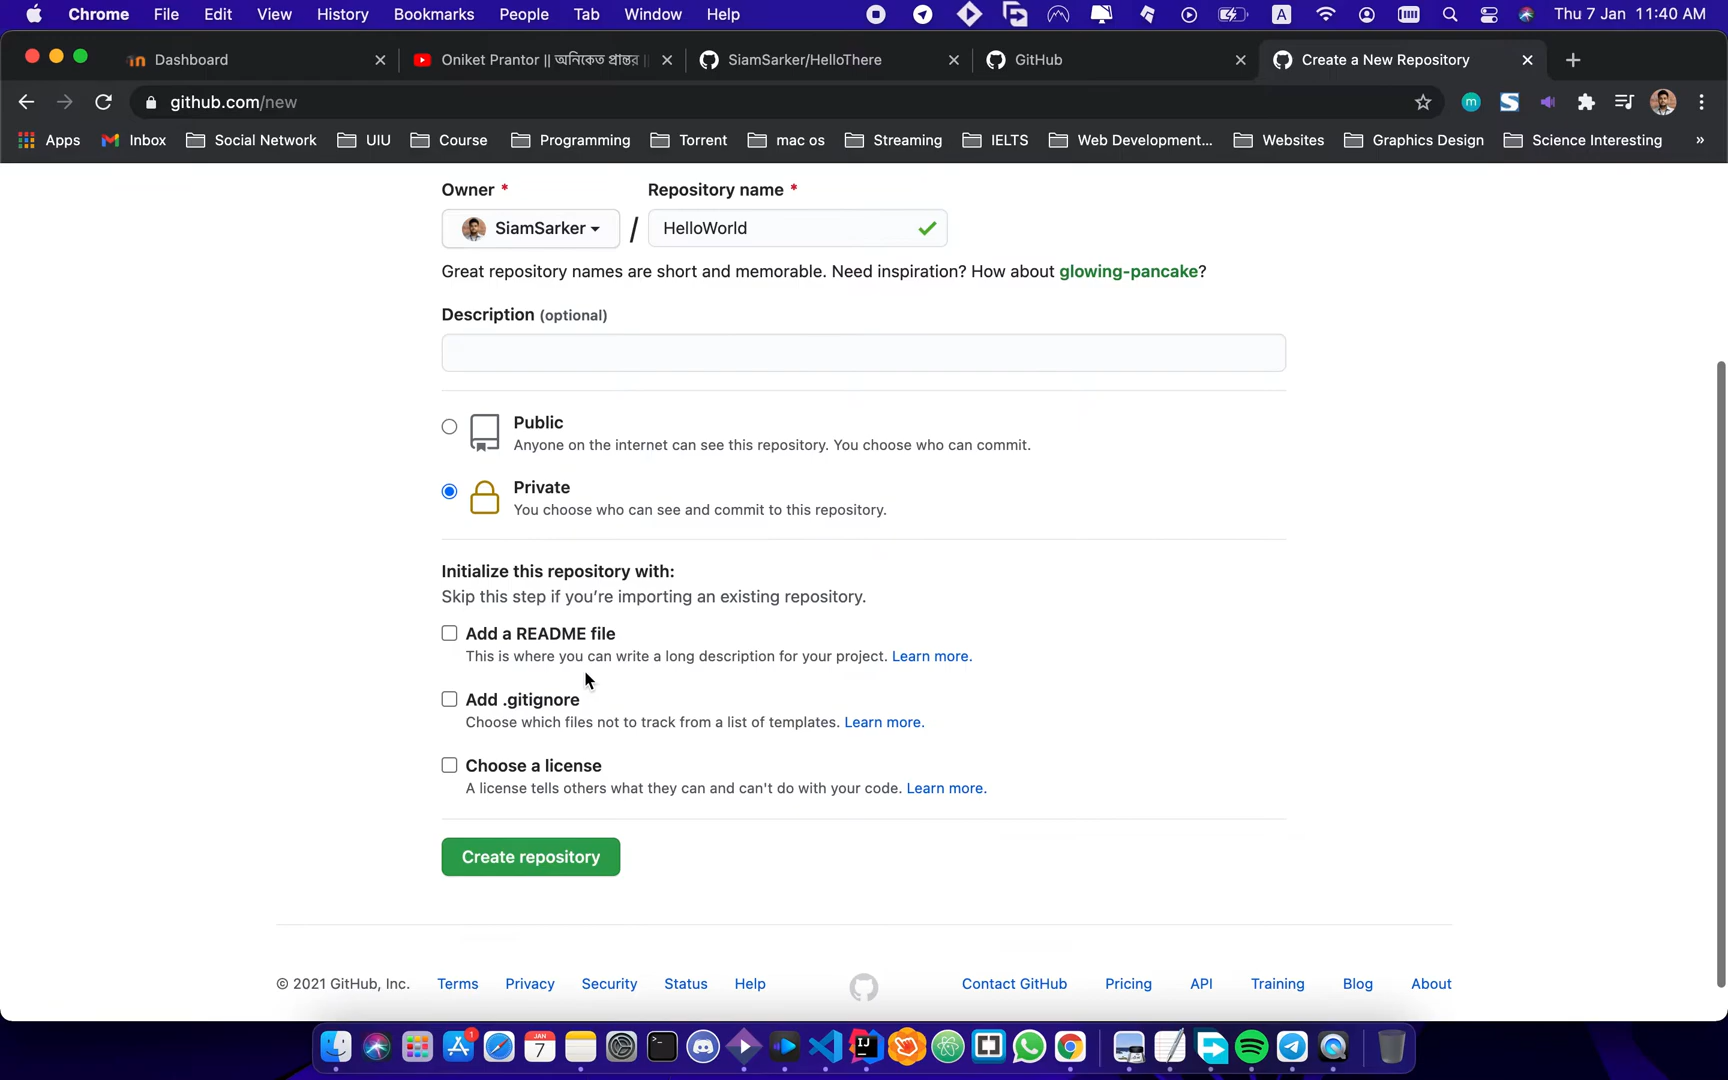 Chrome File Edit View History Bookmarks People Tab Window Help A Thu 7 Jan 11:40 AM
Dashboard Oniket Prantor || অনিকেত প্রান্তর || SiamSarker/HelloThere GitHub Create a New Repository
github.com/new
Apps Inbox Social Network UIU Course Programming Torrent mac os Streaming IELTS Web Development... Websites Graphics Design Science Interesting »
Owner * Repository name *
SiamSarker / HelloWorld
Great repository names are short and memorable. Need inspiration? How about glowing-pancake?
Description (optional)
Public
Anyone on the internet can see this repository. You choose who can commit.
Private
You choose who can see and commit to this repository.
Initialize this repository with:
Skip this step if you're importing an existing repository.
Add a README file
This is where you can write a long description for your project. Learn more.
Add .gitignore
Choose which files not to track from a list of templates. Learn more.
Choose a license
A license tells others what they can and can't do with your code. Learn more.
Create repository
© 2021 GitHub, Inc. Terms Privacy Security Status Help Contact GitHub Pricing API Training Blog About
1 JAN 7 IJ